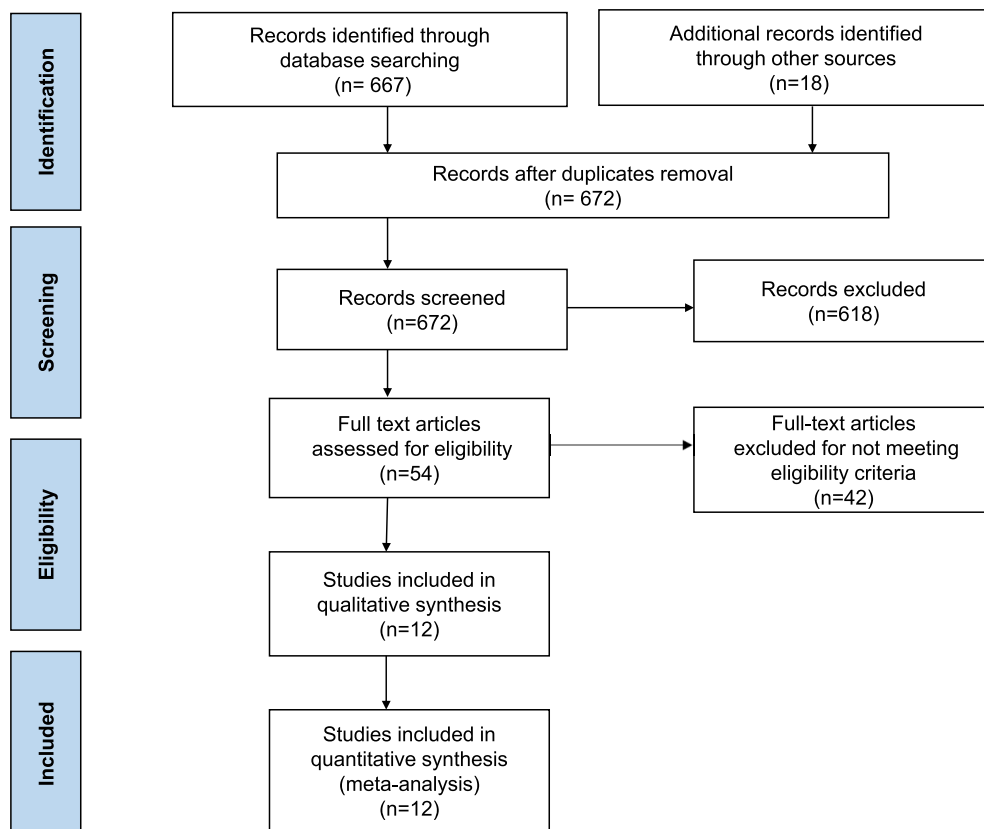 Identification
Records identified through
database searching
(n= 667)
Additional records identified
through other sources
(n=18)
Records after duplicates removal
(n= 672)
Screening
Records screened
(n=672)
Records excluded
(n=618)
Eligibility
Full text articles
assessed for eligibility
(n=54)
Full-text articles
excluded for not meeting
eligibility criteria
(n=42)
Studies included in
qualitative synthesis
(n=12)
Included
Studies included in
quantitative synthesis
(meta-analysis)
(n=12)